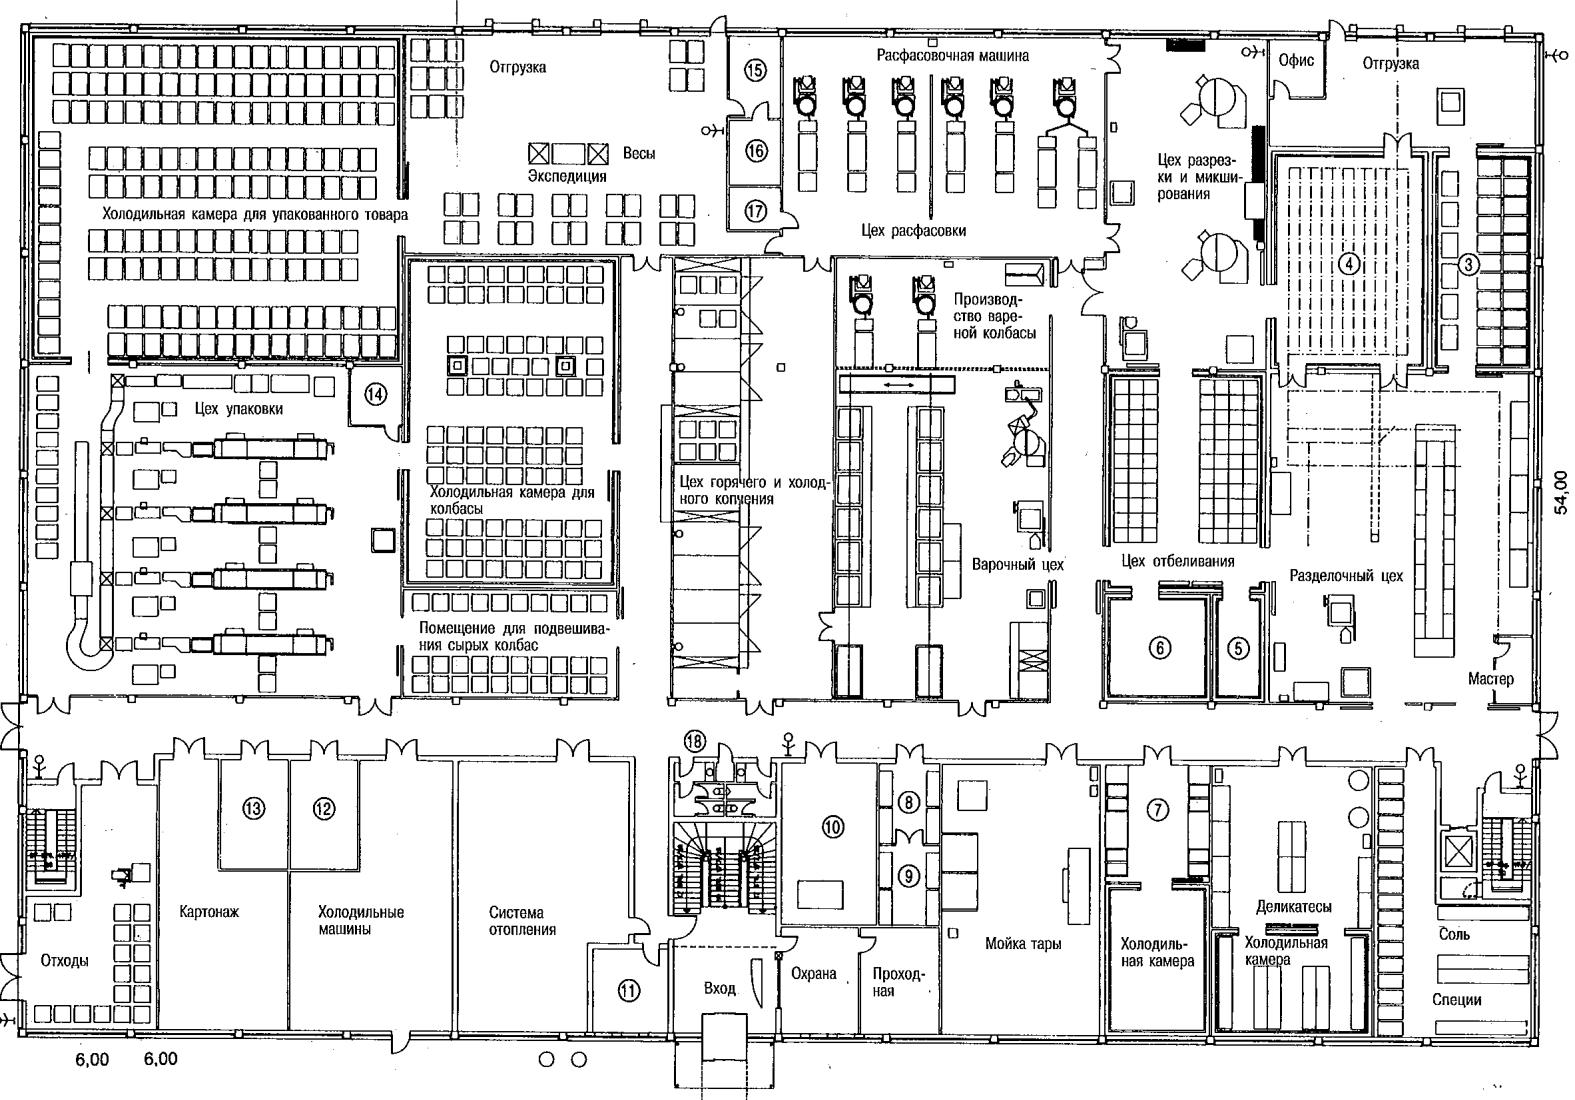 Отгрузка
15
Расфасовочная машина
Офис
Отгрузка
16
Весы
Экспедиция
Цех разрез-
ки и микши-
рования
Холодильная камера для упакованного товара
17
Цех расфасовки
4
3
Производ-
ство варе-
ной колбасы
14
Цех упаковки
Холодильная камера для
колбасы
Цех горячего и холод-
ного копчения
54,00
Варочный цех
Цех отбеливания
Разделочный цех
Помещение для подвешива-
ния сырых колбас
6
5
Мастер
18
13
12
10
8
7
9
Картонаж
Холодильные
машины
Система
отопления
Деликатесы
Отходы
Мойка тары
Холодиль-
ная камера
Холодильная
камера
Соль
11
Вход
Охрана
Проход-
ная
Специи
6,00
6,00